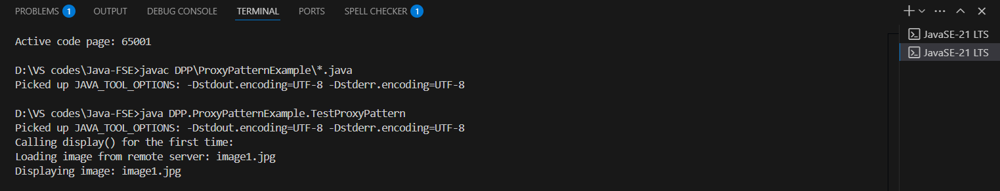 PROBLEMS 1 OUTPUT DEBUG CONSOLE TERMINAL PORTS SPELL CHECKER 1
Active code page: 65001
D:\VS codes\Java-FSE>javac DPP\ProxyPatternExample\*.java
Picked up JAVA_TOOL_OPTIONS: -Dstdout.encoding=UTF-8 -Dstderr.encoding=UTF-8
D:\VS codes\Java-FSE>java DPP.ProxyPatternExample.TestProxyPattern
Picked up JAVA_TOOL_OPTIONS: -Dstdout.encoding=UTF-8 -Dstderr.encoding=UTF-8
Calling display() for the first time:
Loading image from remote server: image1.jpg
Displaying image: image1.jpg
JavaSE-21 LTS
JavaSE-21 LTS